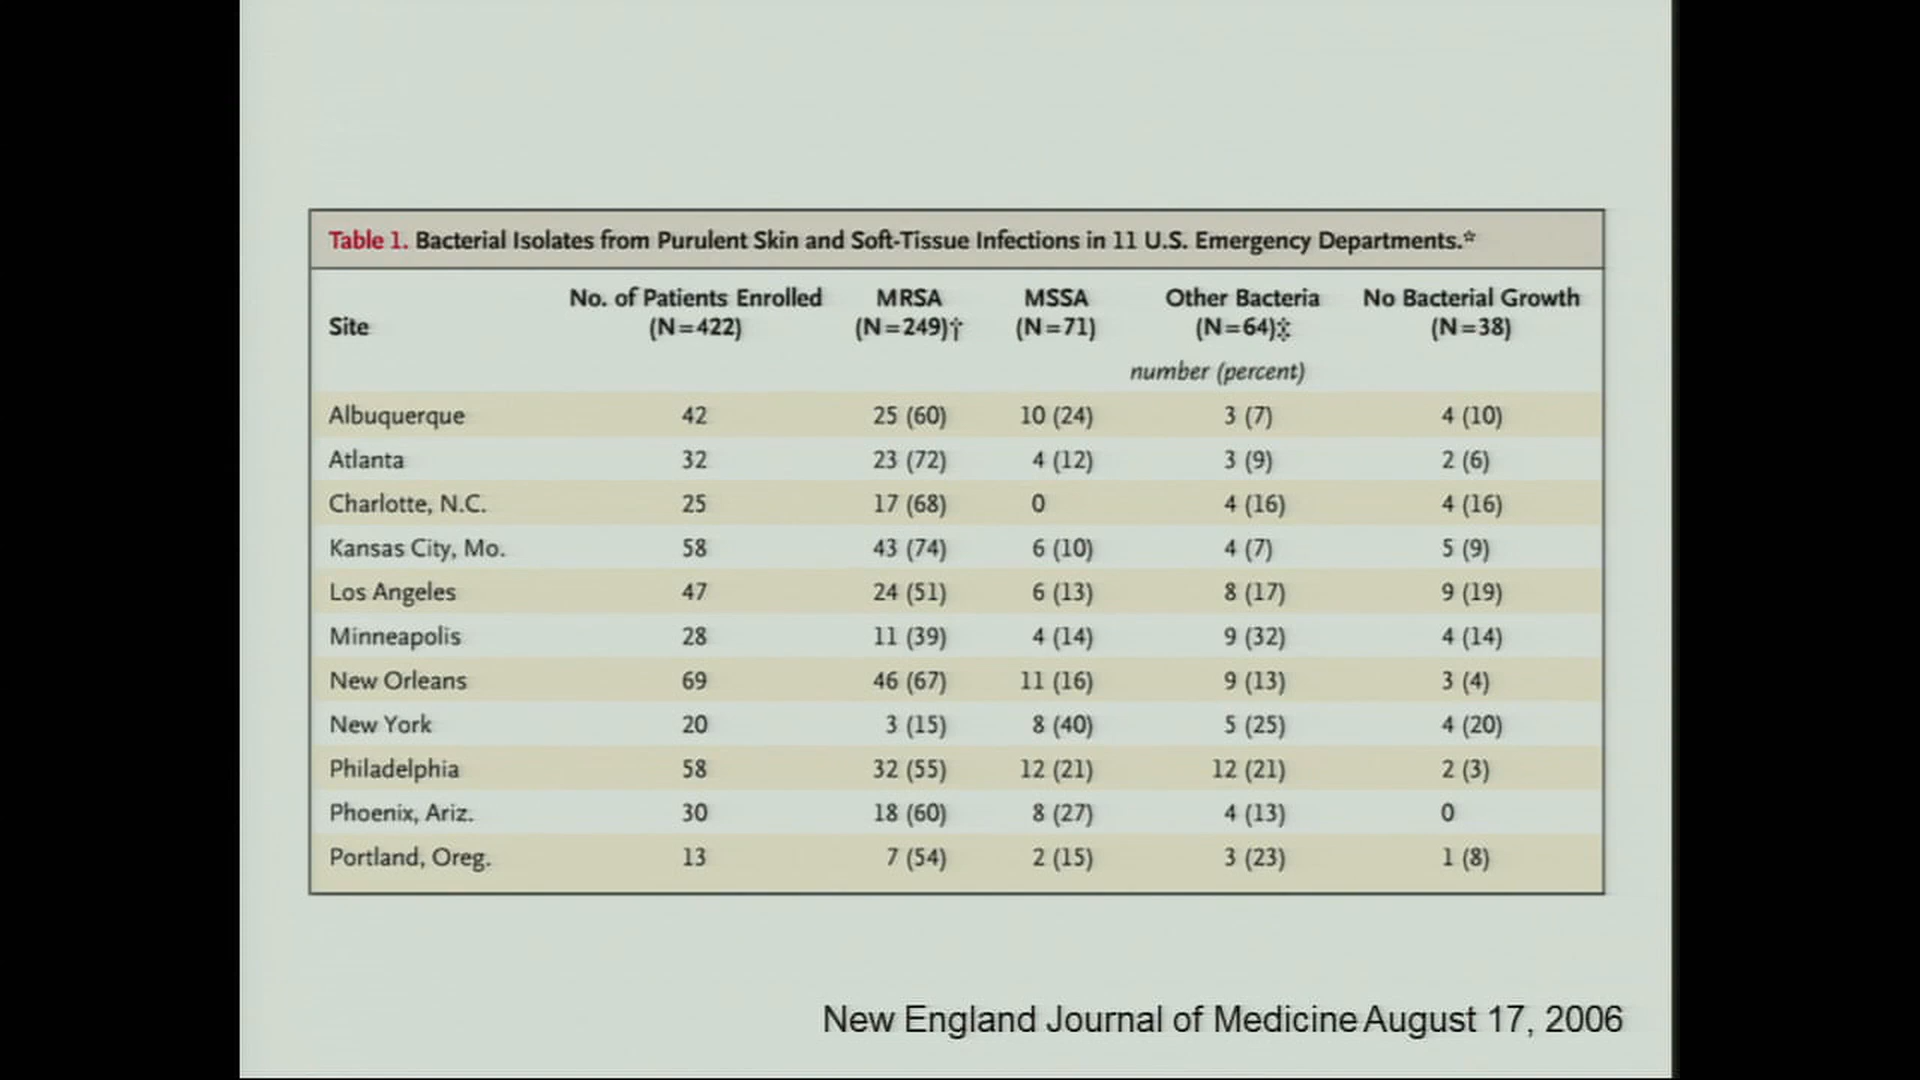 Table 1. Bacterial Isolates from Purulent Skin and Soft-Tissue Infections in 11 U.S. Emergency Departments.*
Site No. of Patients Enrolled (N=422) MRSA (N=249)† MSSA (N=71) Other Bacteria (N=64)‡ No Bacterial Growth (N=38)
number (percent)
Albuquerque 42 25 (60) 10 (24) 3 (7) 4 (10)
Atlanta 32 23 (72) 4 (12) 3 (9) 2 (6)
Charlotte, N.C. 25 17 (68) 0 4 (16) 4 (16)
Kansas City, Mo. 58 43 (74) 6 (10) 4 (7) 5 (9)
Los Angeles 47 24 (51) 6 (13) 8 (17) 9 (19)
Minneapolis 28 11 (39) 4 (14) 9 (32) 4 (14)
New Orleans 69 46 (67) 11 (16) 9 (13) 3 (4)
New York 20 3 (15) 8 (40) 5 (25) 4 (20)
Philadelphia 58 32 (55) 12 (21) 12 (21) 2 (3)
Phoenix, Ariz. 30 18 (60) 8 (27) 4 (13) 0
Portland, Oreg. 13 7 (54) 2 (15) 3 (23) 1 (8)
New England Journal of Medicine August 17, 2006